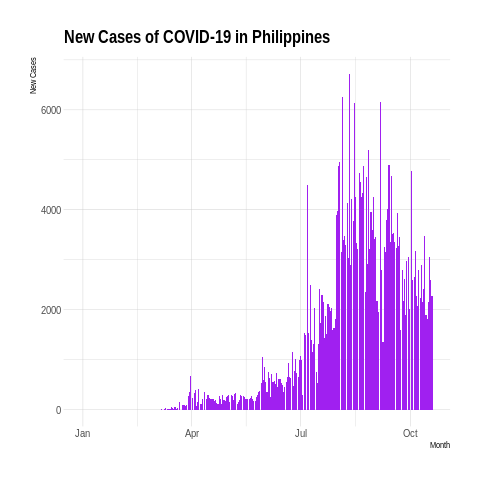 New Cases of COVID-19 in Philippines
New Cases
6000
4000
2000
0
Jan Apr Jul Oct
Month